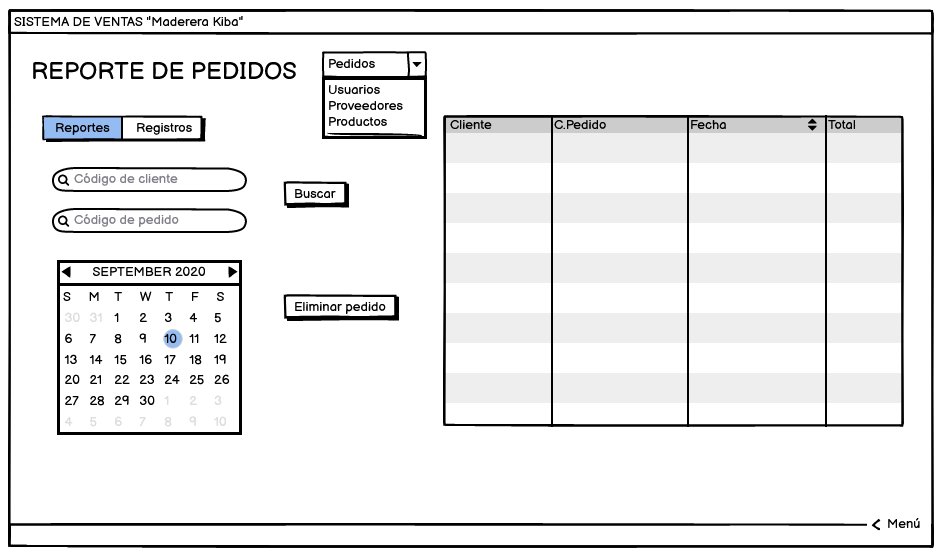 SISTEMA DE VENTAS "Maderera Kiba"
REPORTE DE PEDIDOS
Pedidos
Usuarios
Proveedores
Productos
Reportes Registros
Código de cliente
Código de pedido
Buscar
Eliminar pedido
SEPTEMBER 2020
S M T W T F S
30 31 1 2 3 4 5
6 7 8 9 10 11 12
13 14 15 16 17 18 19
20 21 22 23 24 25 26
27 28 29 30 1 2 3
4 5 6 7 8 9 10
Cliente C.Pedido Fecha Total
Menú